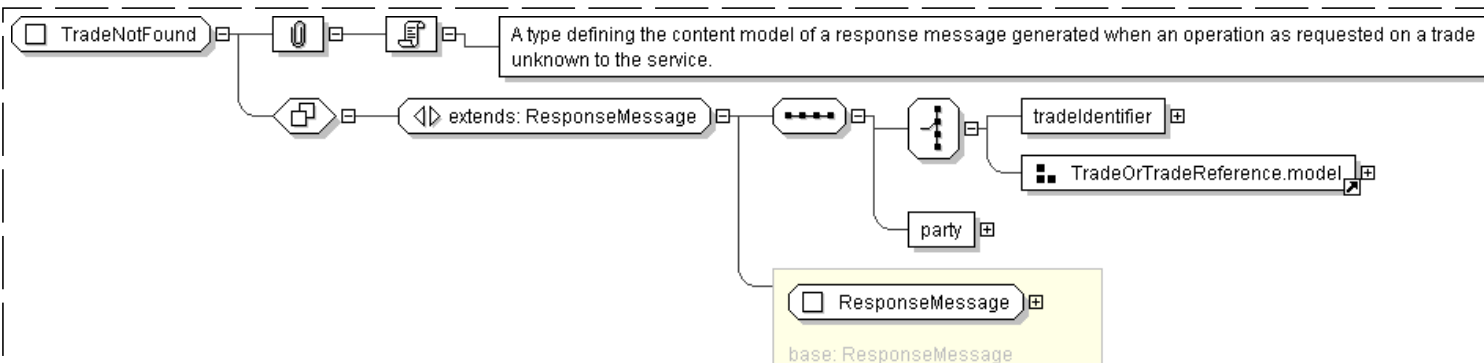 TradeNotFound
A type defining the content model of a response message generated when an operation as requested on a trade
unknown to the service.
extends: ResponseMessage
tradeIdentifier
TradeOrTradeReference.model
party
ResponseMessage
base: ResponseMessage